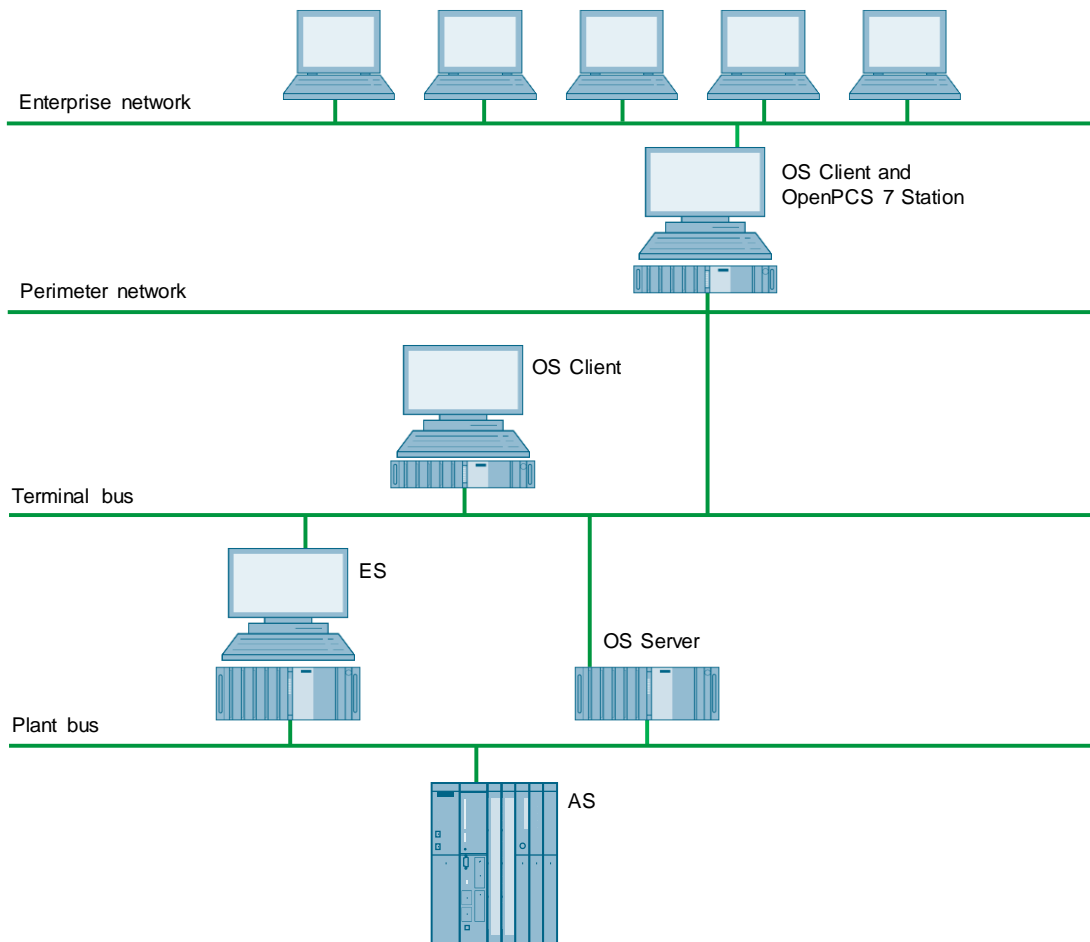 Enterprise network
OS Client and
OpenPCS 7 Station
Perimeter network
OS Client
Terminal bus
ES
OS Server
Plant bus
AS